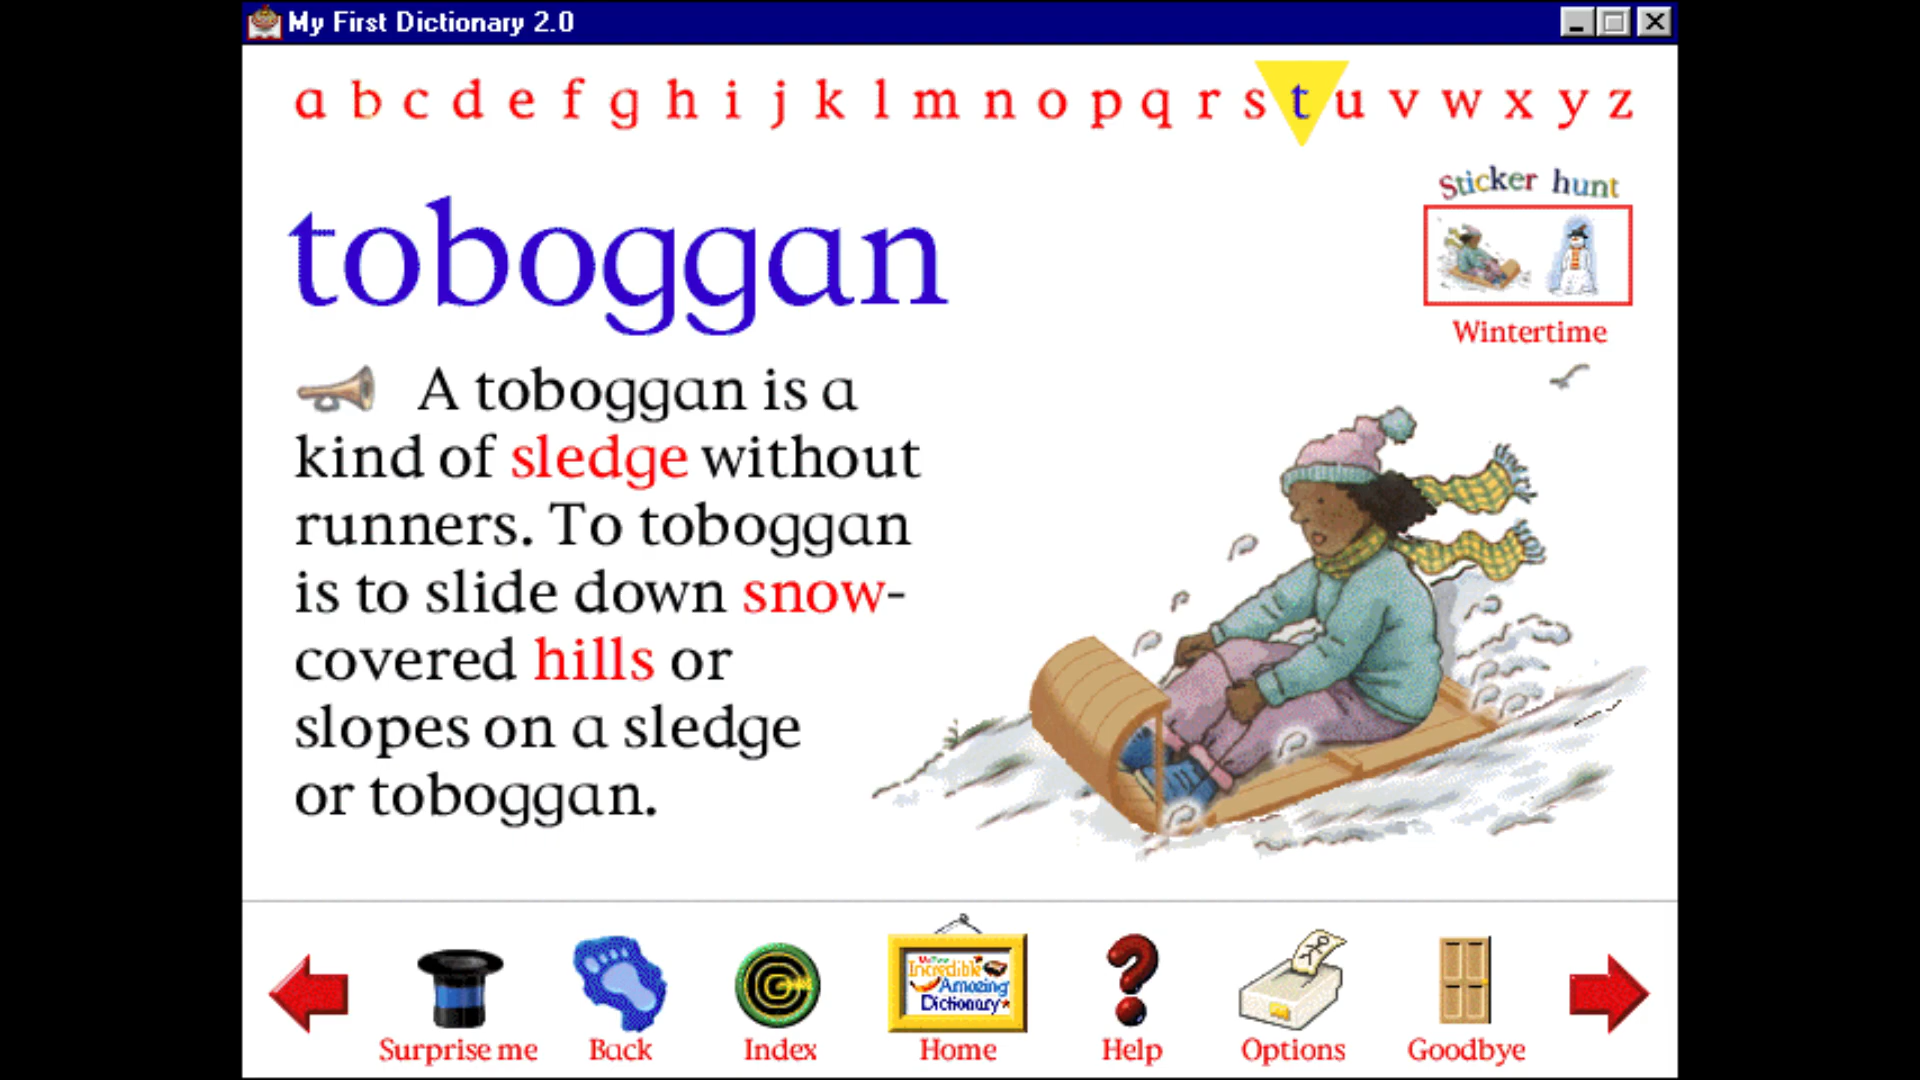 My First Dictionary 2.0
a b c d e f g h i j k l m n o p q r s t u v w x y z
Sticker hunt
toboggan
Wintertime
A toboggan is a
kind of sledge without
runners. To toboggan
is to slide down snow-
covered hills or
slopes on a sledge
or toboggan.
My First
Incredible
Amazing
Dictionary
Surprise me
Back
Index
Home
Help
Options
Goodbye